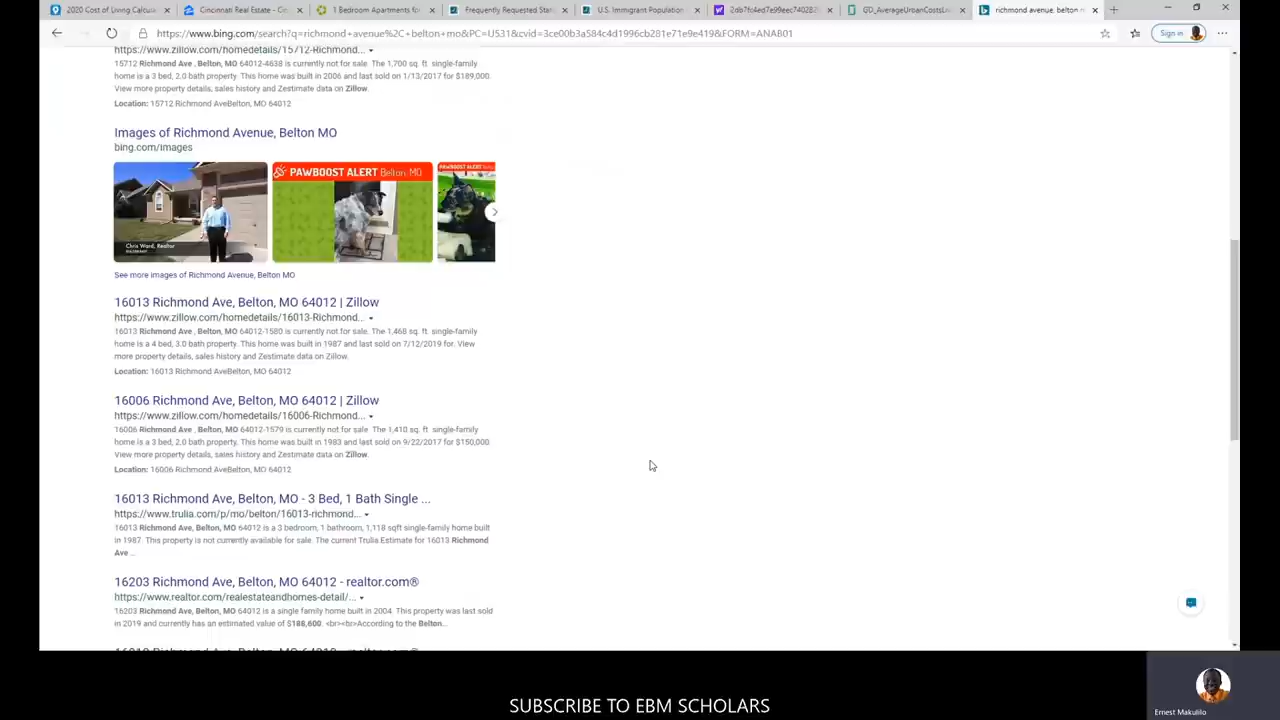 2020 Cost of Living Calcus
Cincinnati Real Estate - Cin
1 Bedroom Apartments for
Frequently Requested Stat
U.S. Immigrant Population
GD_AverageUrbanCostsLo
richmond avenue, belton m
https://www.bing.com/search?q=richmond+avenue%2C+belton+mo&PC=US31&cvid=3ce00b3a584c4d1996cb281e71e9e419&FORM=ANAB01
Sign in
https://www.zillow.com/homedetails/15712-Richmond...
15712 Richmond Ave , Belton, MO 64012-4638 is currently not for sale. The 1,700 sq. ft. single-family
home is a 3 bed, 2.0 bath property. This home was built in 2006 and last sold on 1/13/2017 for $189,000.
View more property details, sales history and Zestimate data on Zillow.
Location: 15712 Richmond AveBelton, MO 64012
Images of Richmond Avenue, Belton MO
bing.com/images
Chris Ward, Realtor
PAWBOOST ALERT Belton, MO
PAWBOOST ALERT
See more images of Richmond Avenue, Belton MO
16013 Richmond Ave, Belton, MO 64012 | Zillow
https://www.zillow.com/homedetails/16013-Richmond...
16013 Richmond Ave , Belton, MO 64012-1580 is currently not for sale. The 1,468 sq. ft. single-family
home is a 4 bed, 3.0 bath property. This home was built in 1987 and last sold on 7/12/2019 for. View
more property details, sales history and Zestimate data on Zillow.
Location: 16013 Richmond AveBelton, MO 64012
16006 Richmond Ave, Belton, MO 64012 | Zillow
https://www.zillow.com/homedetails/16006-Richmond...
16006 Richmond Ave , Belton, MO 64012-1579 is currently not for sale. The 1,410 sq. ft. single-family
home is a 3 bed, 2.0 bath property. This home was built in 1983 and last sold on 9/22/2017 for $150,000
View more property details, sales history and Zestimate data on Zillow.
Location: 16006 Richmond AveBelton, MO 64012
16013 Richmond Ave, Belton, MO - 3 Bed, 1 Bath Single ...
https://www.trulia.com/p/mo/belton/16013-richmond...
16013 Richmond Ave, Belton, MO 64012 is a 3 bedroom, 1 bathroom, 1,118 sqft single-family home built
in 1987. This property is not currently available for sale. The current Trulia Estimate for 16013 Richmond
Ave ...
16203 Richmond Ave, Belton, MO 64012 - realtor.com®
https://www.realtor.com/realestateandhomes-detail/...
16203 Richmond Ave, Belton, MO 64012 is a single family home built in 2004. This property was last sold
in 2019 and currently has an estimated value of $188,600. <br><br>According to the Belton...
Ernest Makulilo
SUBSCRIBE TO EBM SCHOLARS